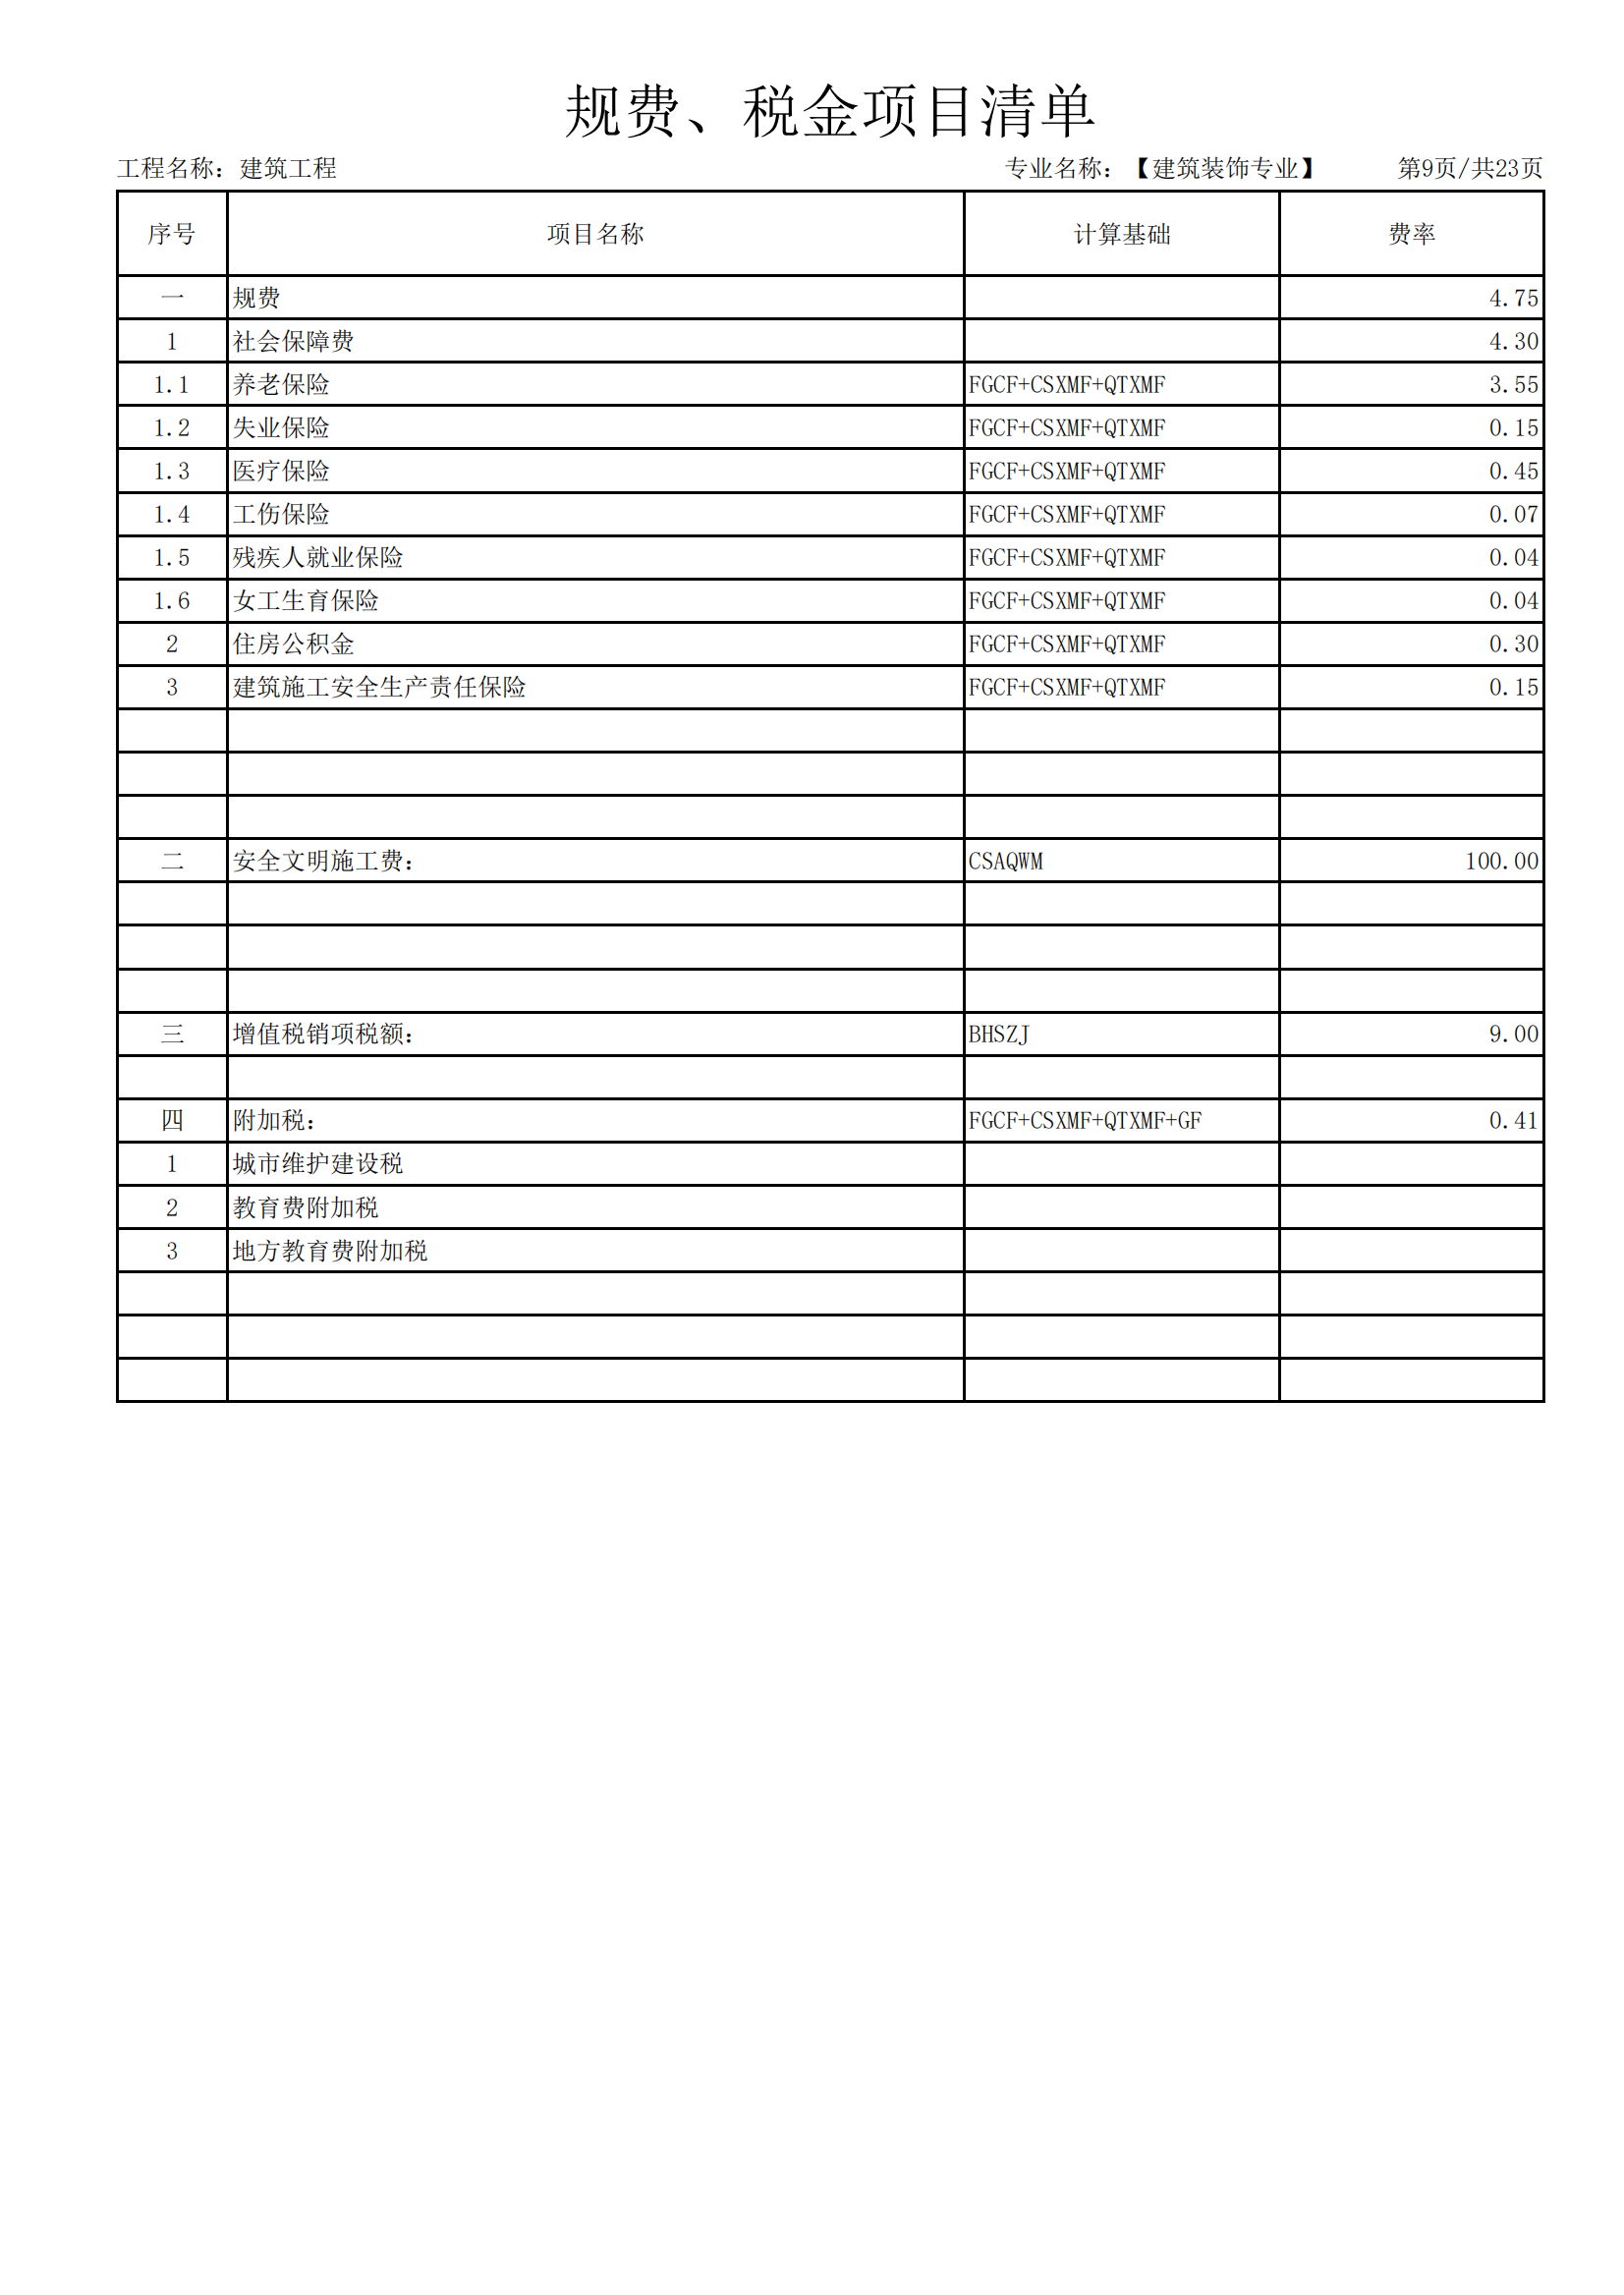 规费、税金项目清单
工程名称：建筑工程 专业名称：【建筑装饰专业】 第9页/共23页
序号 项目名称 计算基础 费率
一 规费 4.75
1 社会保障费 4.30
1.1 养老保险 FGCF+CSXMF+QTXMF 3.55
1.2 失业保险 FGCF+CSXMF+QTXMF 0.15
1.3 医疗保险 FGCF+CSXMF+QTXMF 0.45
1.4 工伤保险 FGCF+CSXMF+QTXMF 0.07
1.5 残疾人就业保险 FGCF+CSXMF+QTXMF 0.04
1.6 女工生育保险 FGCF+CSXMF+QTXMF 0.04
2 住房公积金 FGCF+CSXMF+QTXMF 0.30
3 建筑施工安全生产责任保险 FGCF+CSXMF+QTXMF 0.15
二 安全文明施工费： CSAQWM 100.00
三 增值税销项税额： BHSZJ 9.00
四 附加税： FGCF+CSXMF+QTXMF+GF 0.41
1 城市维护建设税
2 教育费附加税
3 地方教育费附加税